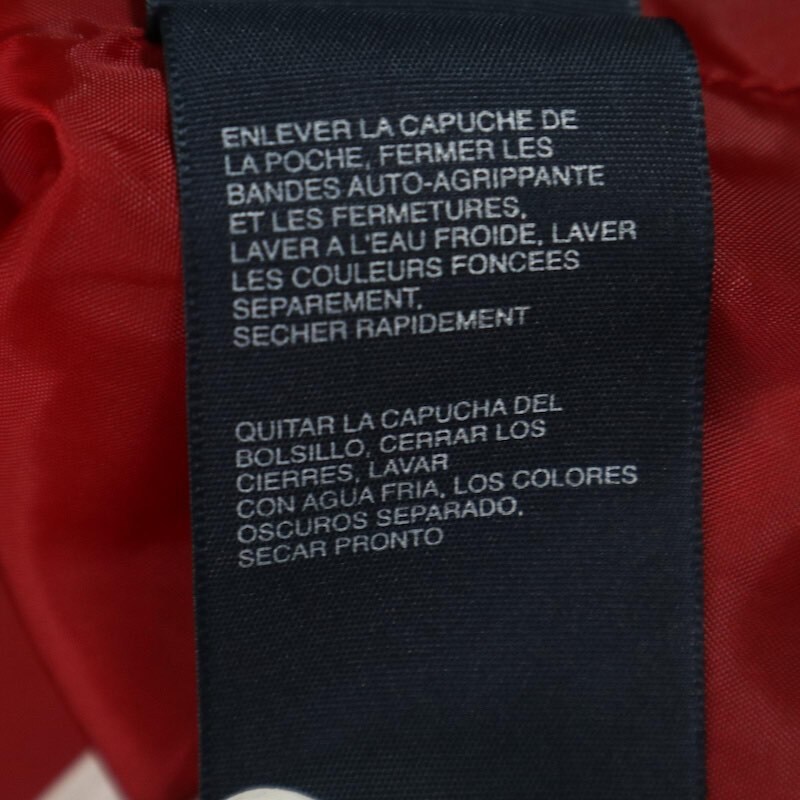 ENLEVER LA CAPUCHE DE
LA POCHE, FERMER LES
BANDES AUTO-AGRIPPANTE
ET LES FERMETURES,
LAVER A L'EAU FROIDE, LAVER
LES COULEURS FONCEES
SEPAREMENT,
SECHER RAPIDEMENT
QUITAR LA CAPUCHA DEL
BOLSILLO, CERRAR LOS
CIERRES, LAVAR
CON AGUA FRIA, LOS COLORES
OSCUROS SEPARADO,
SECAR PRONTO